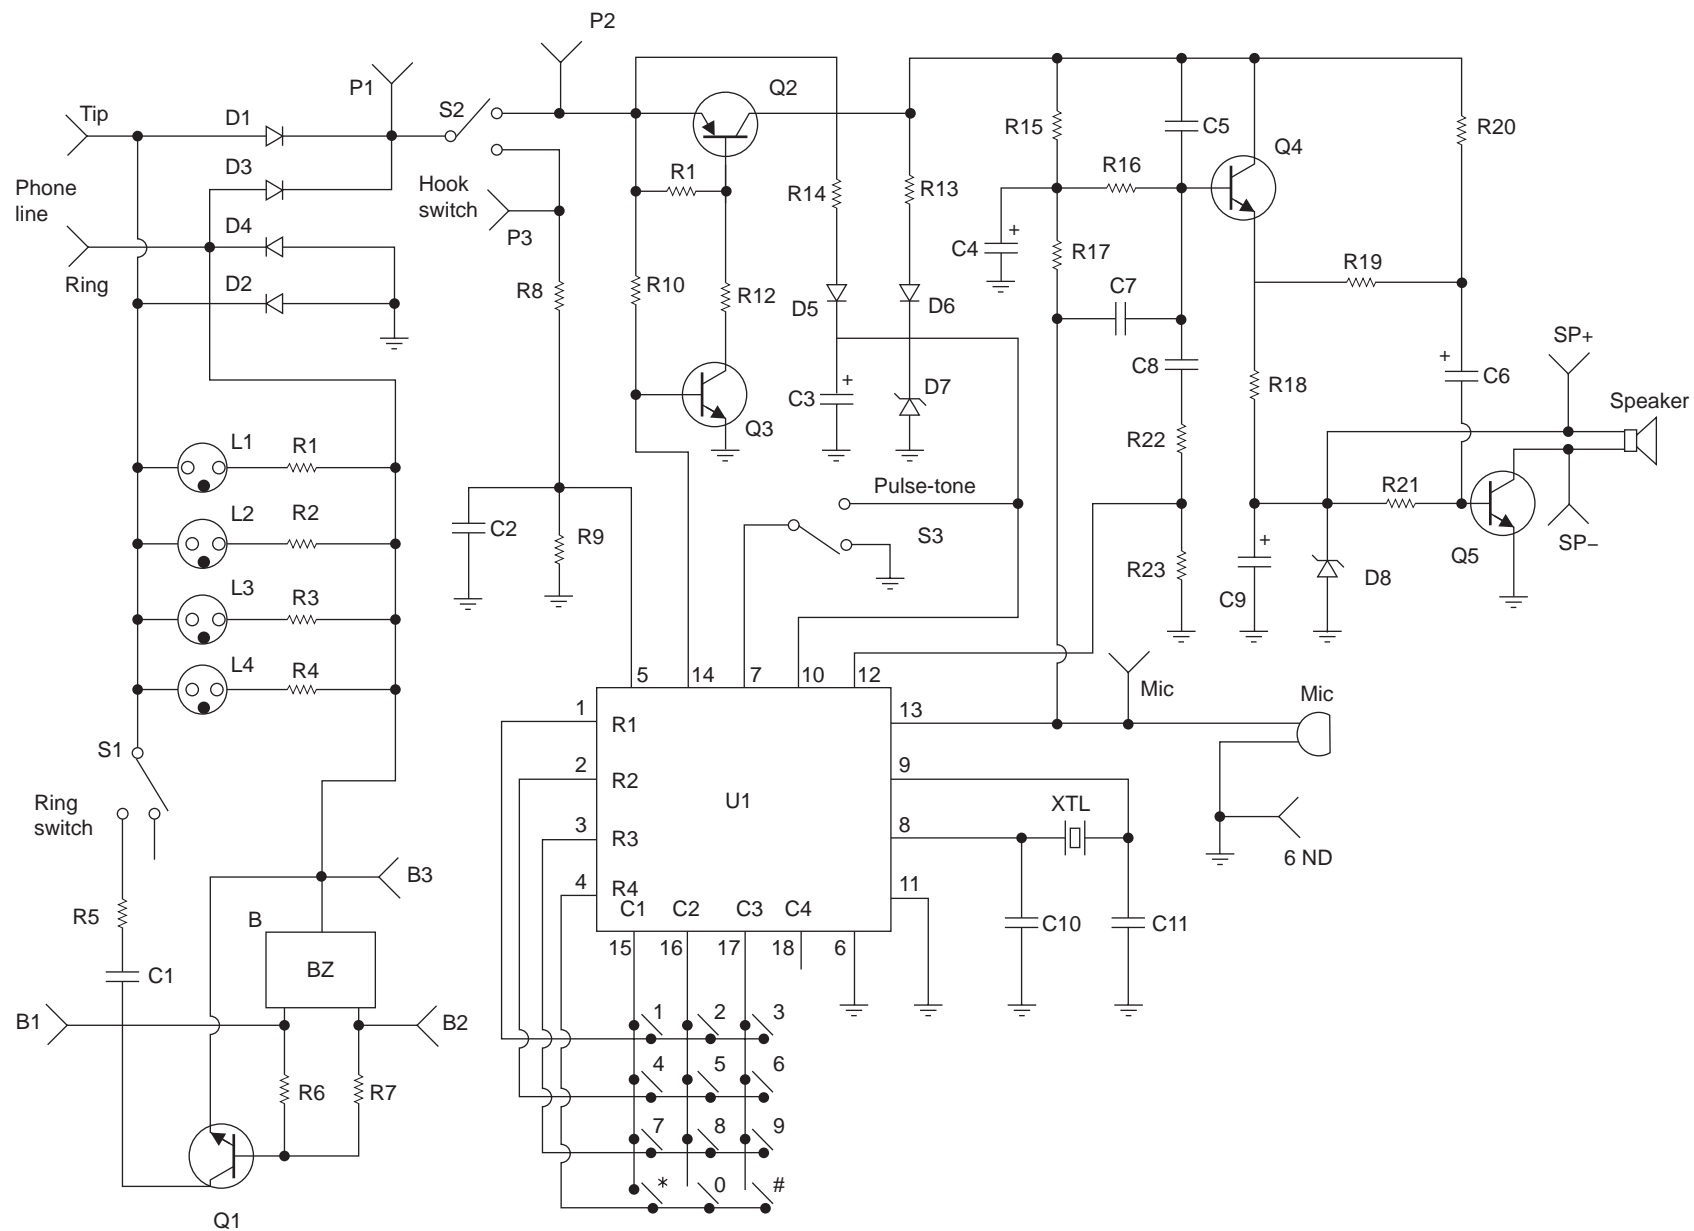 P2
P1
Q2
Tip
D1
S2
D3
Phone
line
D4
Ring
D2
Hook
switch
P3
R1
R14
R13
R15
C5
R20
Q4
R16
C4
+
R17
R8
R10
R12
D5
D6
C7
R19
SP+
C8
C3
+
D7
R18
+
C6
Speaker
Q3
L1
R1
R22
Pulse-tone
R21
L2
R2
C2
R9
S3
R23
+
C9
D8
Q5
SP–
L3
R3
L4
R4
5
14
7
10
12
Mic
Mic
S1
1
R1
13
Ring
switch
2
R2
U1
9
XTL
3
R3
8
6 ND
4
R4
11
B3
R5
B
C1
C2
C3
C4
C10
C11
15
16
17
18
6
BZ
C1
B1
B2
1
2
3
R6
R7
4
5
6
7
8
9
*
0
#
Q1